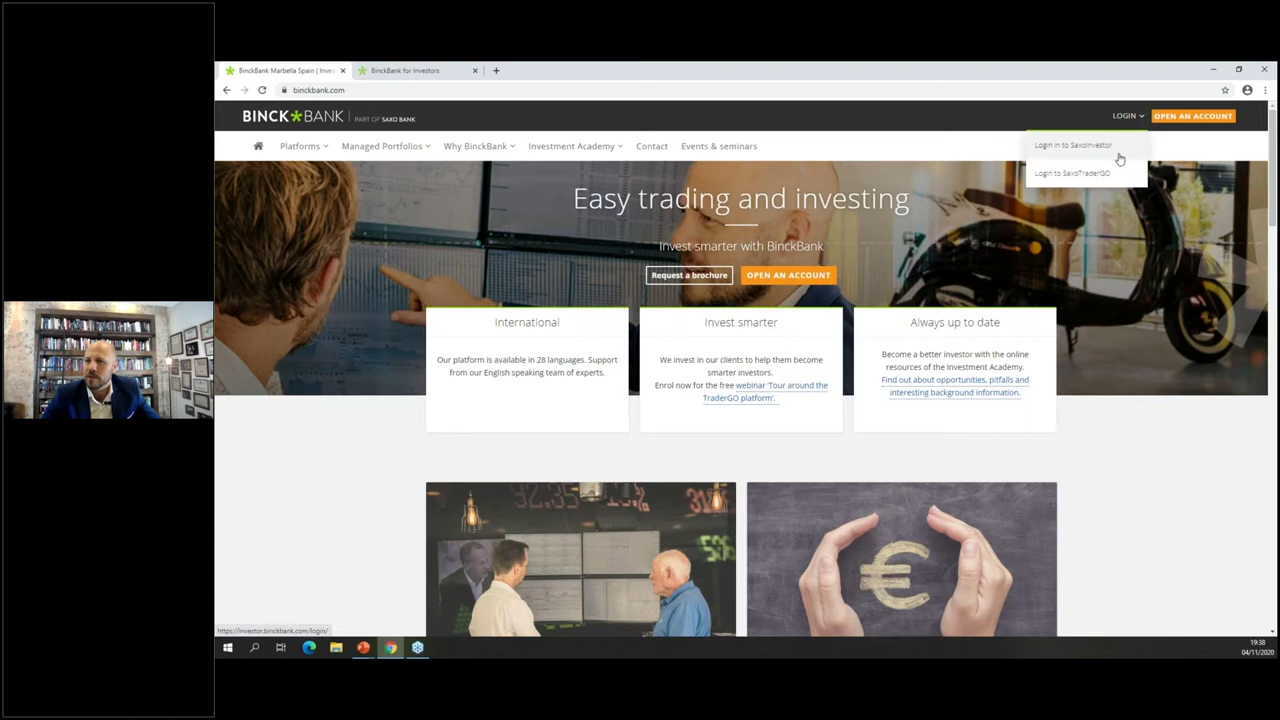 BinckBank Marbella Spain | Inves
BinckBank for Investors
binckbank.com
BINCK BANK | PART OF SAXO BANK
LOGIN
OPEN AN ACCOUNT
Platforms
Managed Portfolios
Why BinckBank
Investment Academy
Contact
Events & seminars
Login in to SaxoInvestor
Login to SaxoTraderGO
Easy trading and investing
Invest smarter with BinckBank
Request a brochure
OPEN AN ACCOUNT
International
Our platform is available in 28 languages. Support
from our English speaking team of experts.
Invest smarter
We invest in our clients to help them become
smarter investors.
Enrol now for the free webinar 'Tour around the
TraderGO platform'.
Always up to date
Become a better investor with the online
resources of the Investment Academy.
Find out about opportunities, pitfalls and
interesting background information.
https://investor.binckbank.com/login/
19:38
04/11/2020